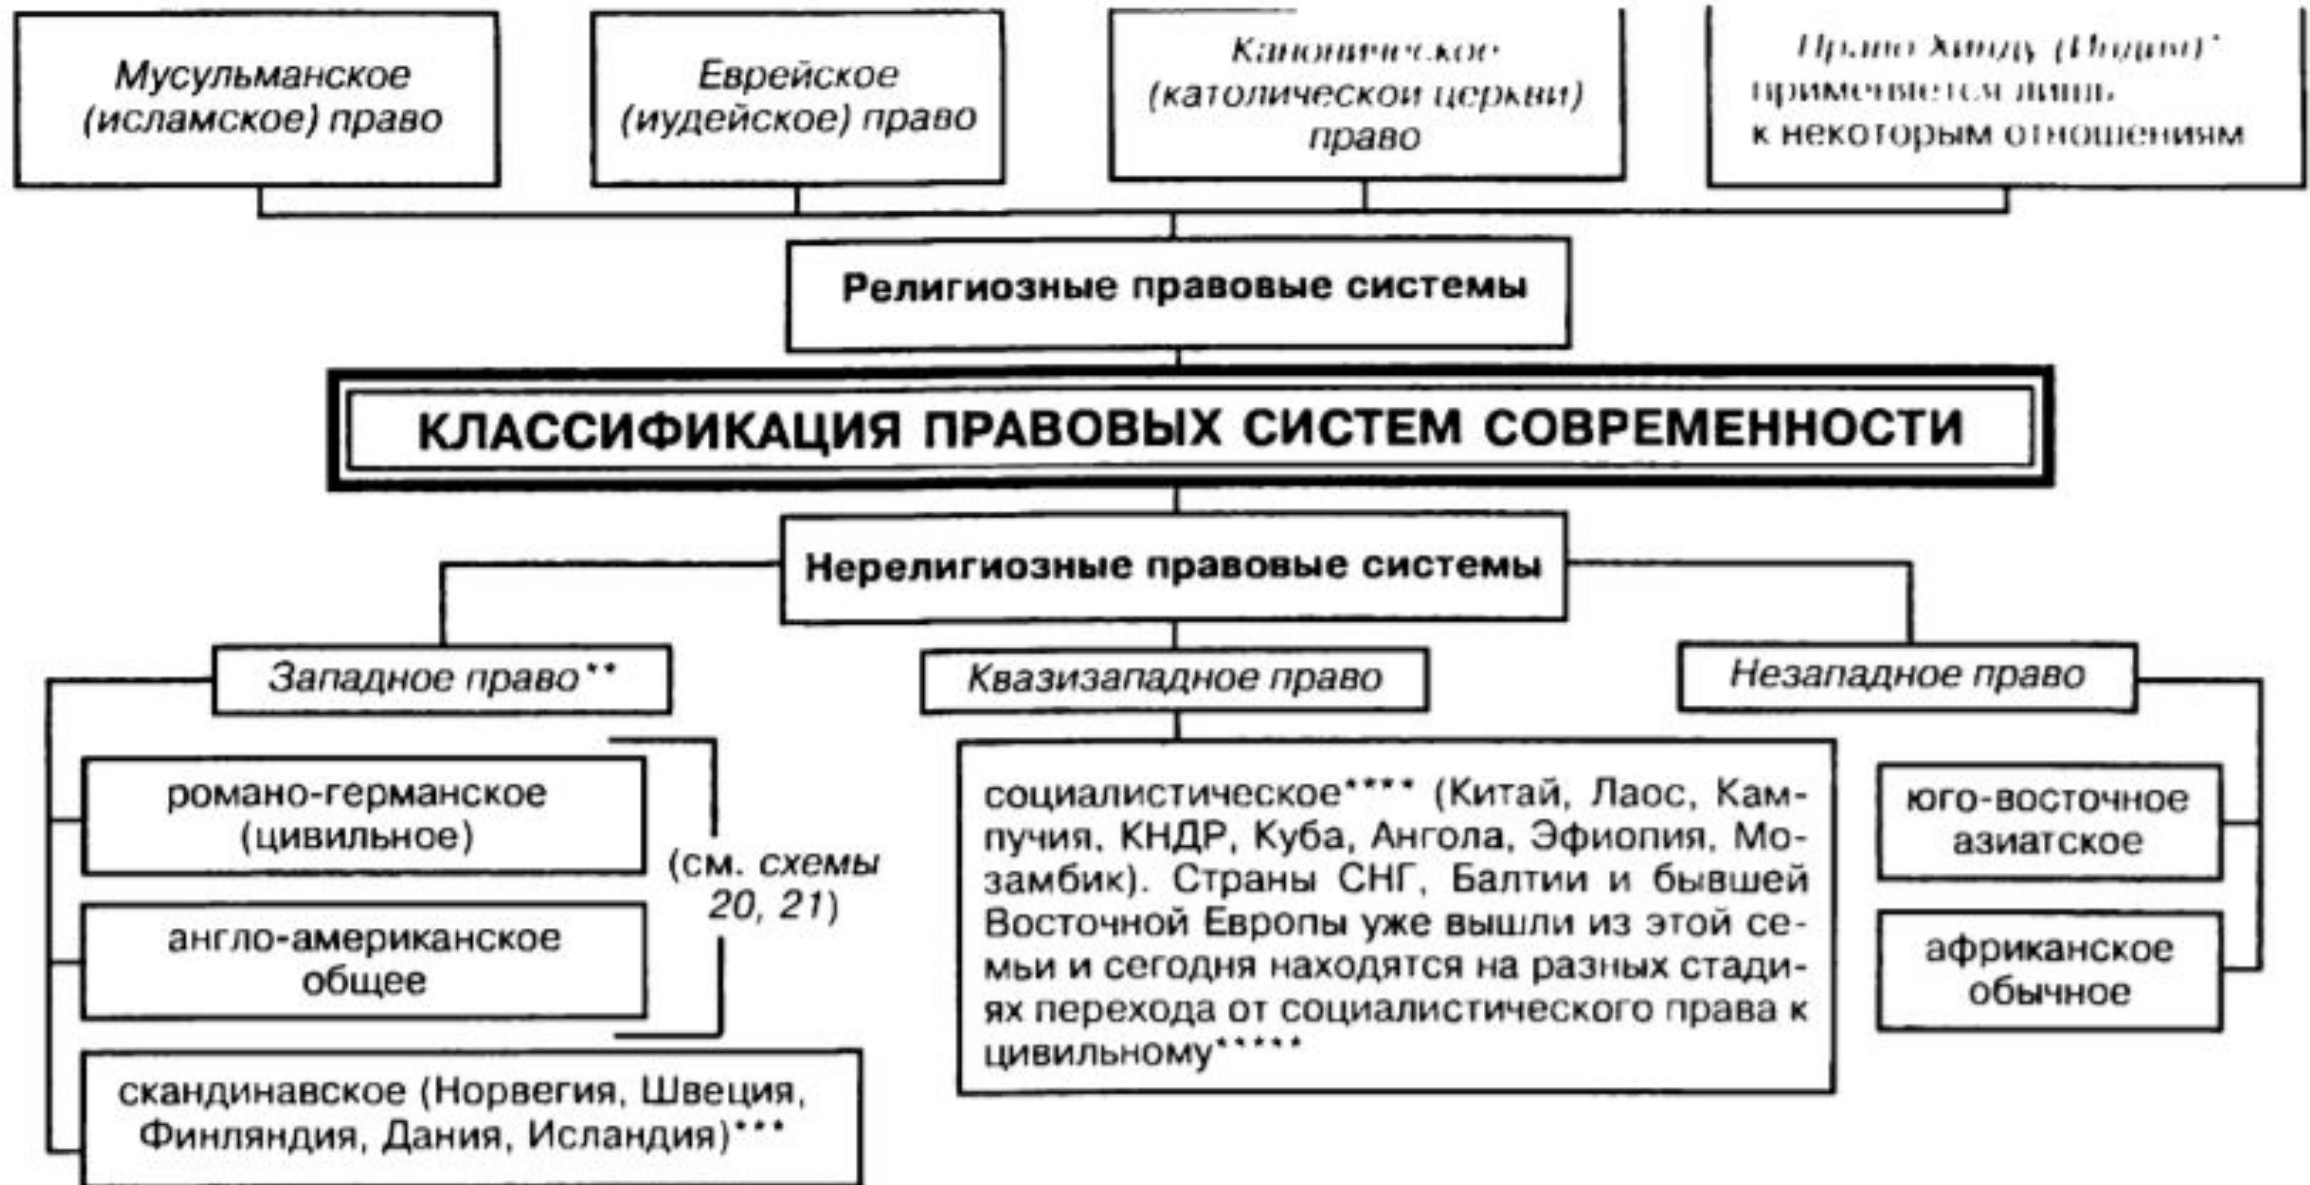 Мусульманское
(исламское) право
Еврейское
(иудейское) право
Каноническое
(католической церкви)
право
Право Хинду (Индия)*
применяется лишь
к некоторым отношениям
Религиозные правовые системы
КЛАССИФИКАЦИЯ ПРАВОВЫХ СИСТЕМ СОВРЕМЕННОСТИ
Нерелигиозные правовые системы
Западное право**
романо-германское
(цивильное)
англо-американское
общее
(см. схемы
20, 21)
скандинавское (Норвегия, Швеция,
Финляндия, Дания, Исландия)***
Квазизападное право
социалистическое**** (Китай, Лаос, Кам-
пучия, КНДР, Куба, Ангола, Эфиопия, Мо-
замбик). Страны СНГ, Балтии и бывшей
Восточной Европы уже вышли из этой се-
мьи и сегодня находятся на разных стади-
ях перехода от социалистического права к
цивильному*****
Незападное право
юго-восточное
азиатское
африканское
обычное